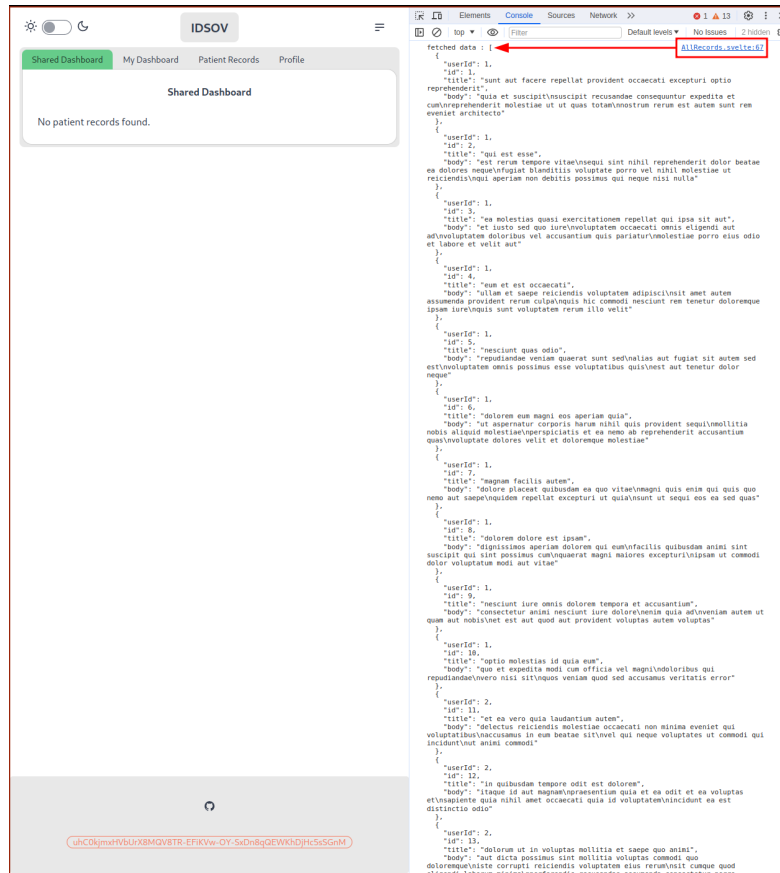 IDSOV
Shared Dashboard
My Dashboard
Patient Records
Profile
Shared Dashboard
No patient records found.
uhC0kjmxHVbUrX8MQV8TR-EFiKVw-OY-5xDn8qQEWKhDjHc5sSGnM
Elements
Console
Sources
Network
1
13
top
Filter
Default levels
No Issues
2 hidden
AllRecords.svelte:67
fetched data : [
{
"userId": 1,
"id": 1,
"title": "sunt aut facere repellat provident occaecati excepturi optio
reprehenderit",
"body": "quia et suscipit\nsuscipit recusandae consequuntur expedita et
cum\nreprehenderit molestiae ut ut quas totam\nnostrum rerum est autem sunt rem
eveniet architecto"
},
{
"userId": 1,
"id": 2,
"title": "qui est esse",
"body": "est rerum tempore vitae\nsequi sint nihil reprehenderit dolor beatae
ea dolores neque\nfugiat blanditiis voluptate porro vel nihil molestiae ut
reiciendis\nqui aperiam non debitis possimus qui neque nisi nulla"
},
{
"userId": 1,
"id": 3,
"title": "ea molestias quasi exercitationem repellat qui ipsa sit aut",
"body": "et iusto sed quo iure\nvoluptatem occaecati omnis eligendi aut
ad\nvoluptatem doloribus vel accusantium quis pariatur\nmolestiae porro eius odio
et labore et velit aut"
},
{
"userId": 1,
"id": 4,
"title": "eum et est occaecati",
"body": "ullam et saepe reiciendis voluptatem adipisci\nsit amet autem
assumenda provident rerum culpa\nquis hic commodi nesciunt rem tenetur doloremque
ipsam iure\nquis sunt voluptatem rerum illo velit"
},
{
"userId": 1,
"id": 5,
"title": "nesciunt quas odio",
"body": "repudiandae veniam quaerat sunt sed\nalias aut fugiat sit autem sed
est\nvoluptatem omnis possimus esse voluptatibus quis\nest aut tenetur dolor
neque"
},
{
"userId": 1,
"id": 6,
"title": "dolorem eum magni eos aperiam quia",
"body": "ut aspernatur corporis harum nihil quis provident sequi\nmollitia
nobis aliquid molestiae\nperspiciatis et ea nemo ab reprehenderit accusantium
quas\nvoluptate dolores velit et doloremque molestiae"
},
{
"userId": 1,
"id": 7,
"title": "magnam facilis autem",
"body": "dolore placeat quibusdam ea quo vitae\nmagni quis enim qui quis quo
nemo aut saepe\nquidem repellat excepturi ut quia\nsunt ut sequi eos ea sed quas"
},
{
"userId": 1,
"id": 8,
"title": "dolorem dolore est ipsam",
"body": "dignissimos aperiam dolorem qui eum\nfacilis quibusdam animi sint
suscipit qui sint possimus cum\nquaerat magni maiores excepturi\nipsam ut commodi
dolor voluptatum modi aut vitae"
},
{
"userId": 1,
"id": 9,
"title": "nesciunt iure omnis dolorem tempora et accusantium",
"body": "consectetur animi nesciunt iure dolore\nenim quia ad\nveniam autem ut
quam aut nobis\net est aut quod aut provident voluptas autem voluptas"
},
{
"userId": 1,
"id": 10,
"title": "optio molestias id quia eum",
"body": "quo et expedita modi cum officia vel magni\ndoloribus qui
repudiandae\nvero nisi sit\nquos veniam quod sed accusamus veritatis error"
},
{
"userId": 2,
"id": 11,
"title": "et ea vero quia laudantium autem",
"body": "delectus reiciendis molestiae occaecati non minima eveniet qui
voluptatibus\naccusamus in eum beatae sit\nvel qui neque voluptates ut commodi qui
incidunt\nut animi commodi"
},
{
"userId": 2,
"id": 12,
"title": "in quibusdam tempore odit est dolorem",
"body": "itaque id aut magnam\npraesentium quia et ea odit et ea voluptas
et\nsapiente quia nihil amet occaecati quia id voluptatem\nincidunt ea est
distinctio odio"
},
{
"userId": 2,
"id": 13,
"title": "dolorum ut in voluptas mollitia et saepe quo animi",
"body": "aut dicta possimus sint mollitia voluptas commodi quo
doloremque\niste corrupti reiciendis voluptatem eius rerum\nsit cumque quod